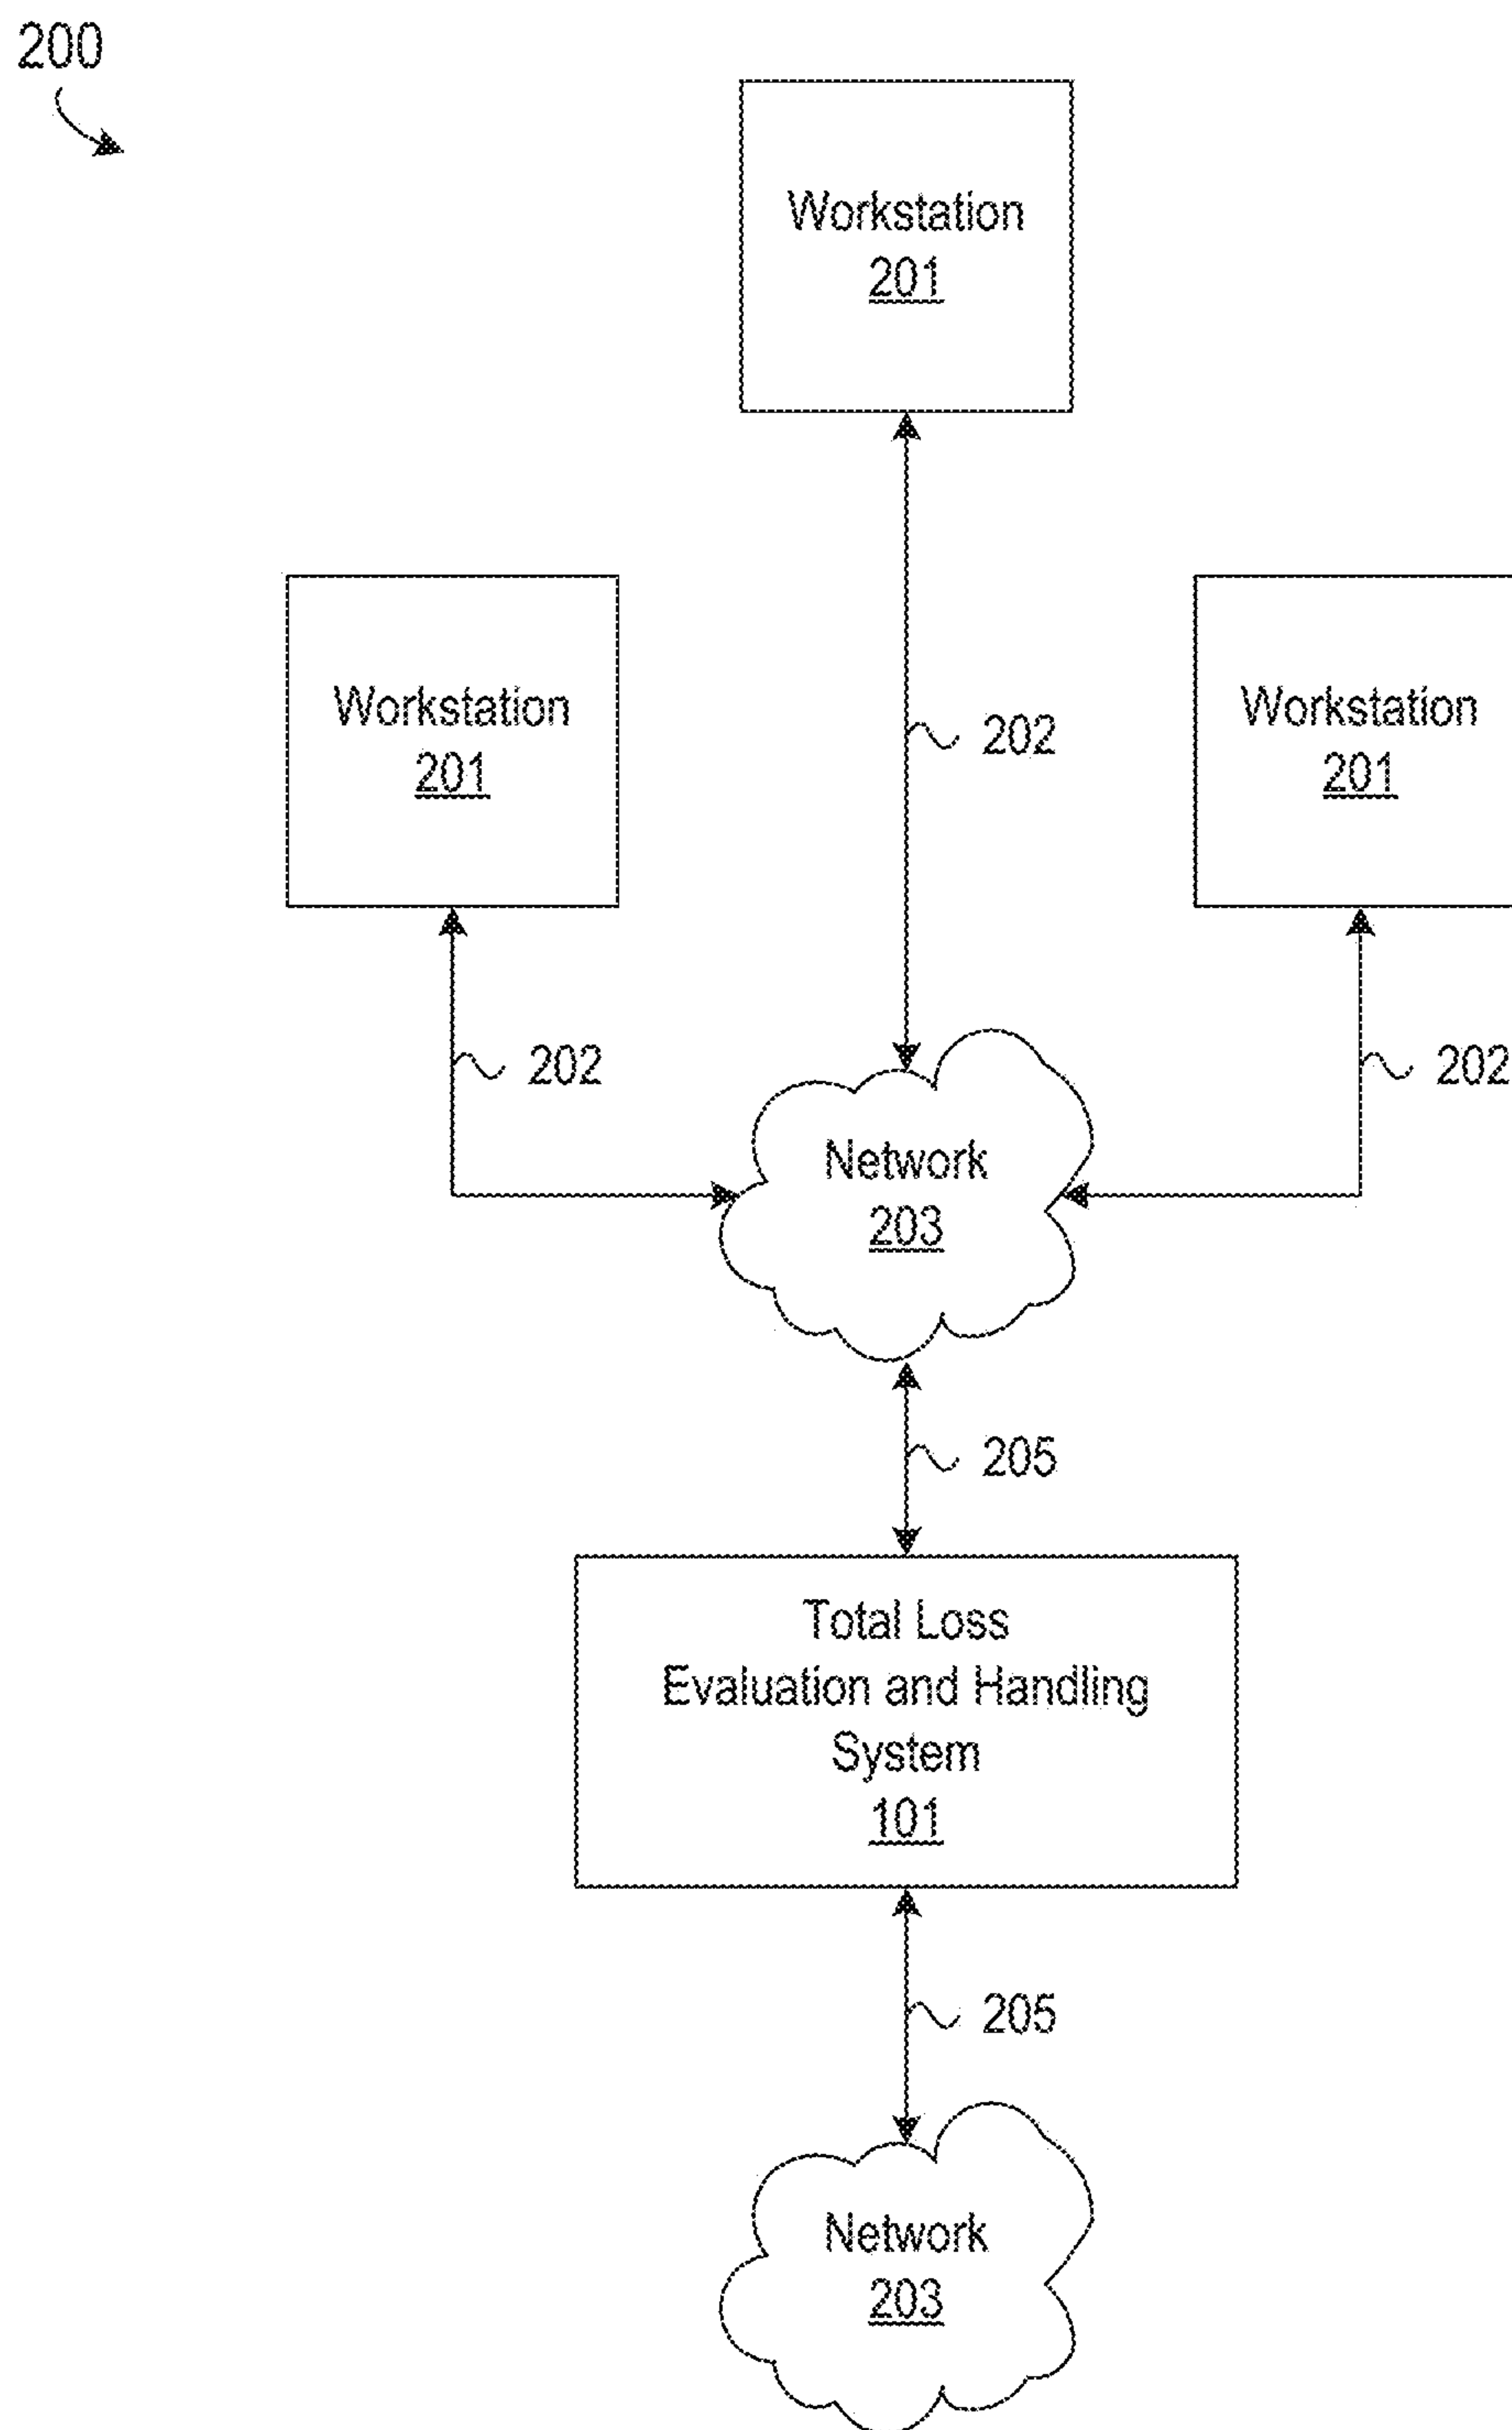 200
Workstation
201
Workstation
201
Workstation
201
202
202
202
Network
203
205
Total Loss
Evaluation and Handling
System
101
205
Network
203